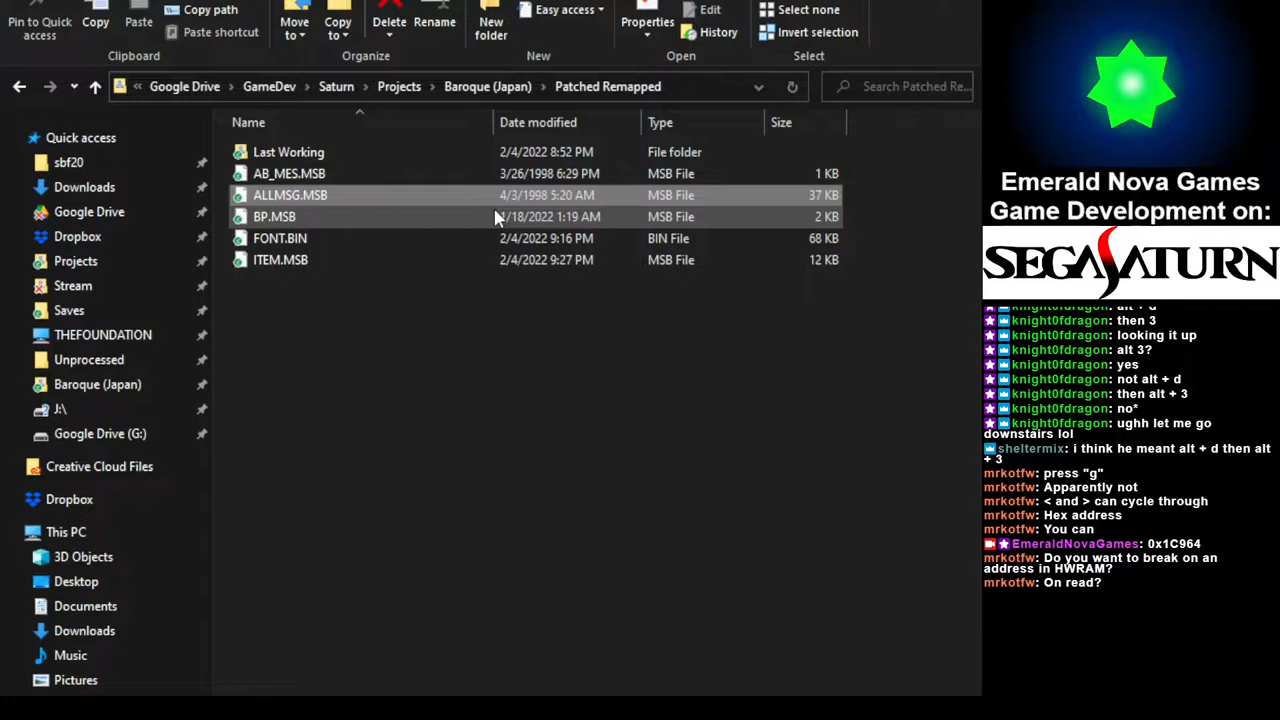 Pin to Quick access
Copy
Paste
Copy path
Paste shortcut
Clipboard
Move to
Copy to
Delete
Rename
Organize
New folder
Easy access
New
Properties
Edit
History
Open
Select none
Invert selection
Select
« Google Drive › GameDev › Saturn › Projects › Baroque (Japan) › Patched Remapped
Search Patched Re...
Name
Date modified
Type
Size
Last Working 2/4/2022 8:52 PM File folder
AB_MES.MSB 3/26/1998 6:29 PM MSB File 1 KB
ALLMSG.MSB 4/3/1998 5:20 AM MSB File 37 KB
BP.MSB /18/2022 1:19 AM MSB File 2 KB
FONT.BIN 2/4/2022 9:16 PM BIN File 68 KB
ITEM.MSB 2/4/2022 9:27 PM MSB File 12 KB
Quick access
sbf20
Downloads
Google Drive
Dropbox
Projects
Stream
Saves
THEFOUNDATION
Unprocessed
Baroque (Japan)
J:\
Google Drive (G:)
Creative Cloud Files
Dropbox
This PC
3D Objects
Desktop
Documents
Downloads
Music
Pictures
Emerald Nova Games
Game Development on:
SEGA SATURN
knight0fdragon: alt + d
knight0fdragon: then 3
knight0fdragon: looking it up
knight0fdragon: alt 3?
knight0fdragon: yes
knight0fdragon: not alt + d
knight0fdragon: then alt + 3
knight0fdragon: no*
knight0fdragon: ughh let me go
downstairs lol
sheltermix: i think he meant alt + d then alt
+ 3
mrkotfw: press "g"
mrkotfw: Apparently not
mrkotfw: < and > can cycle through
mrkotfw: Hex address
mrkotfw: You can
EmeraldNovaGames: 0x1C964
mrkotfw: Do you want to break on an
address in HWRAM?
mrkotfw: On read?